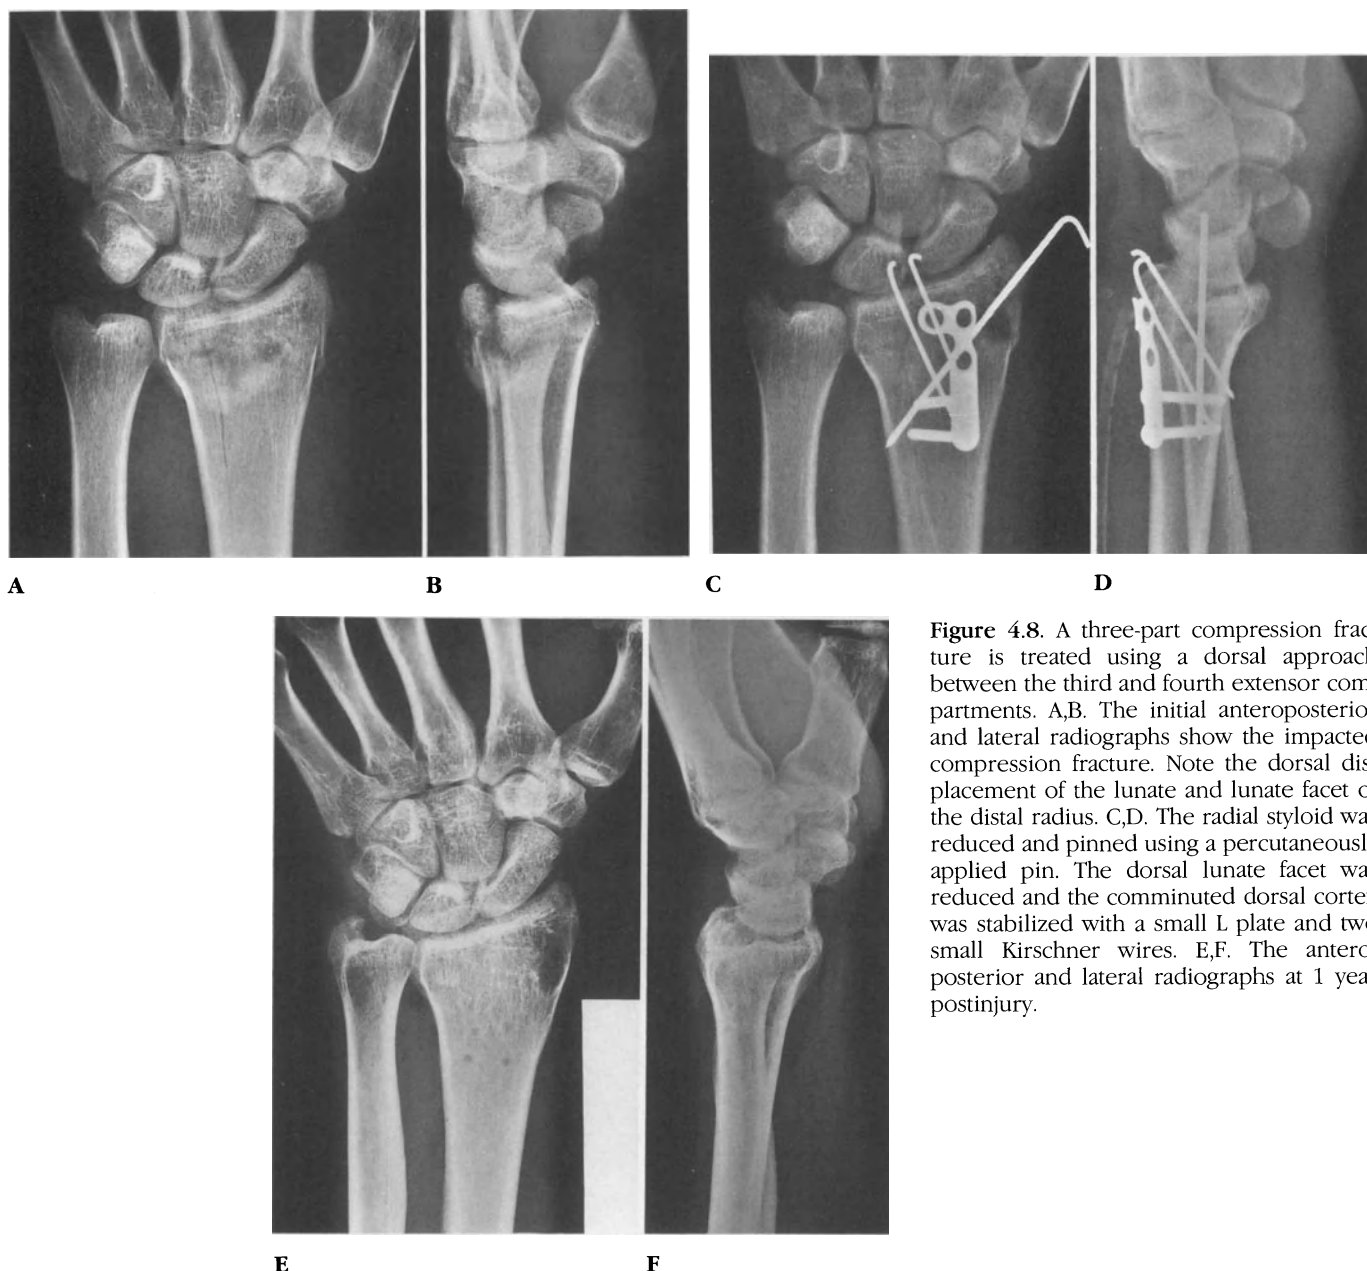 A
B
C
D
Figure 4.8. A three-part compression frac
ture is treated using a dorsal approach
between the third and fourth extensor com
partments. A,B. The initial anteroposterio
and lateral radiographs show the impacted
compression fracture. Note the dorsal dis
placement of the lunate and lunate facet o
the distal radius. C,D. The radial styloid wa
reduced and pinned using a percutaneousl
applied pin. The dorsal lunate facet wa
reduced and the comminuted dorsal corte
was stabilized with a small L plate and two
small Kirschner wires. E,F. The antero
posterior and lateral radiographs at 1 yea
postinjury.
E
F